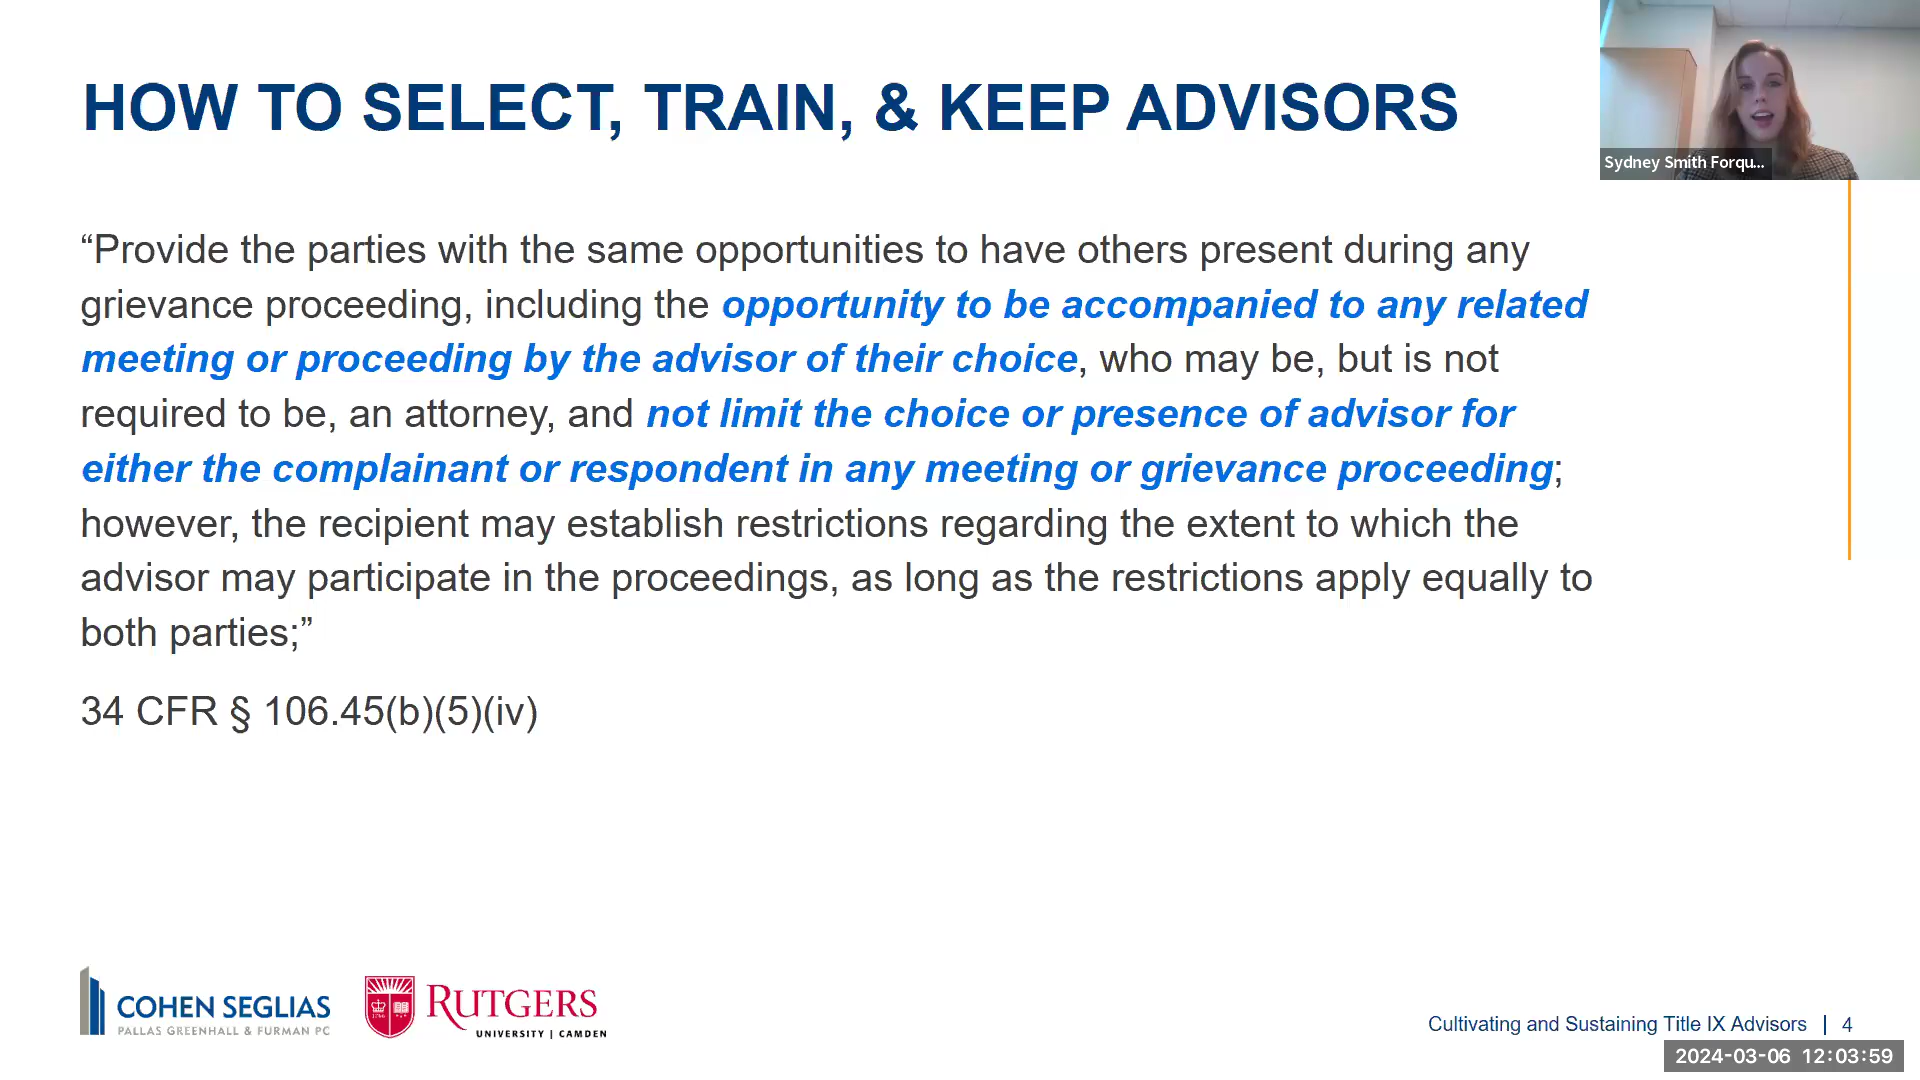 HOW TO SELECT, TRAIN, & KEEP ADVISORS
Sydney Smith Forqu...
“Provide the parties with the same opportunities to have others present during any
grievance proceeding, including the opportunity to be accompanied to any related
meeting or proceeding by the advisor of their choice, who may be, but is not
required to be, an attorney, and not limit the choice or presence of advisor for
either the complainant or respondent in any meeting or grievance proceeding;
however, the recipient may establish restrictions regarding the extent to which the
advisor may participate in the proceedings, as long as the restrictions apply equally to
both parties;”
34 CFR § 106.45(b)(5)(iv)
COHEN SEGLIAS
PALLAS GREENHALL & FURMAN PC
1766
RUTGERS
UNIVERSITY | CAMDEN
Cultivating and Sustaining Title IX Advisors | 4
2024-03-06 12:03:59